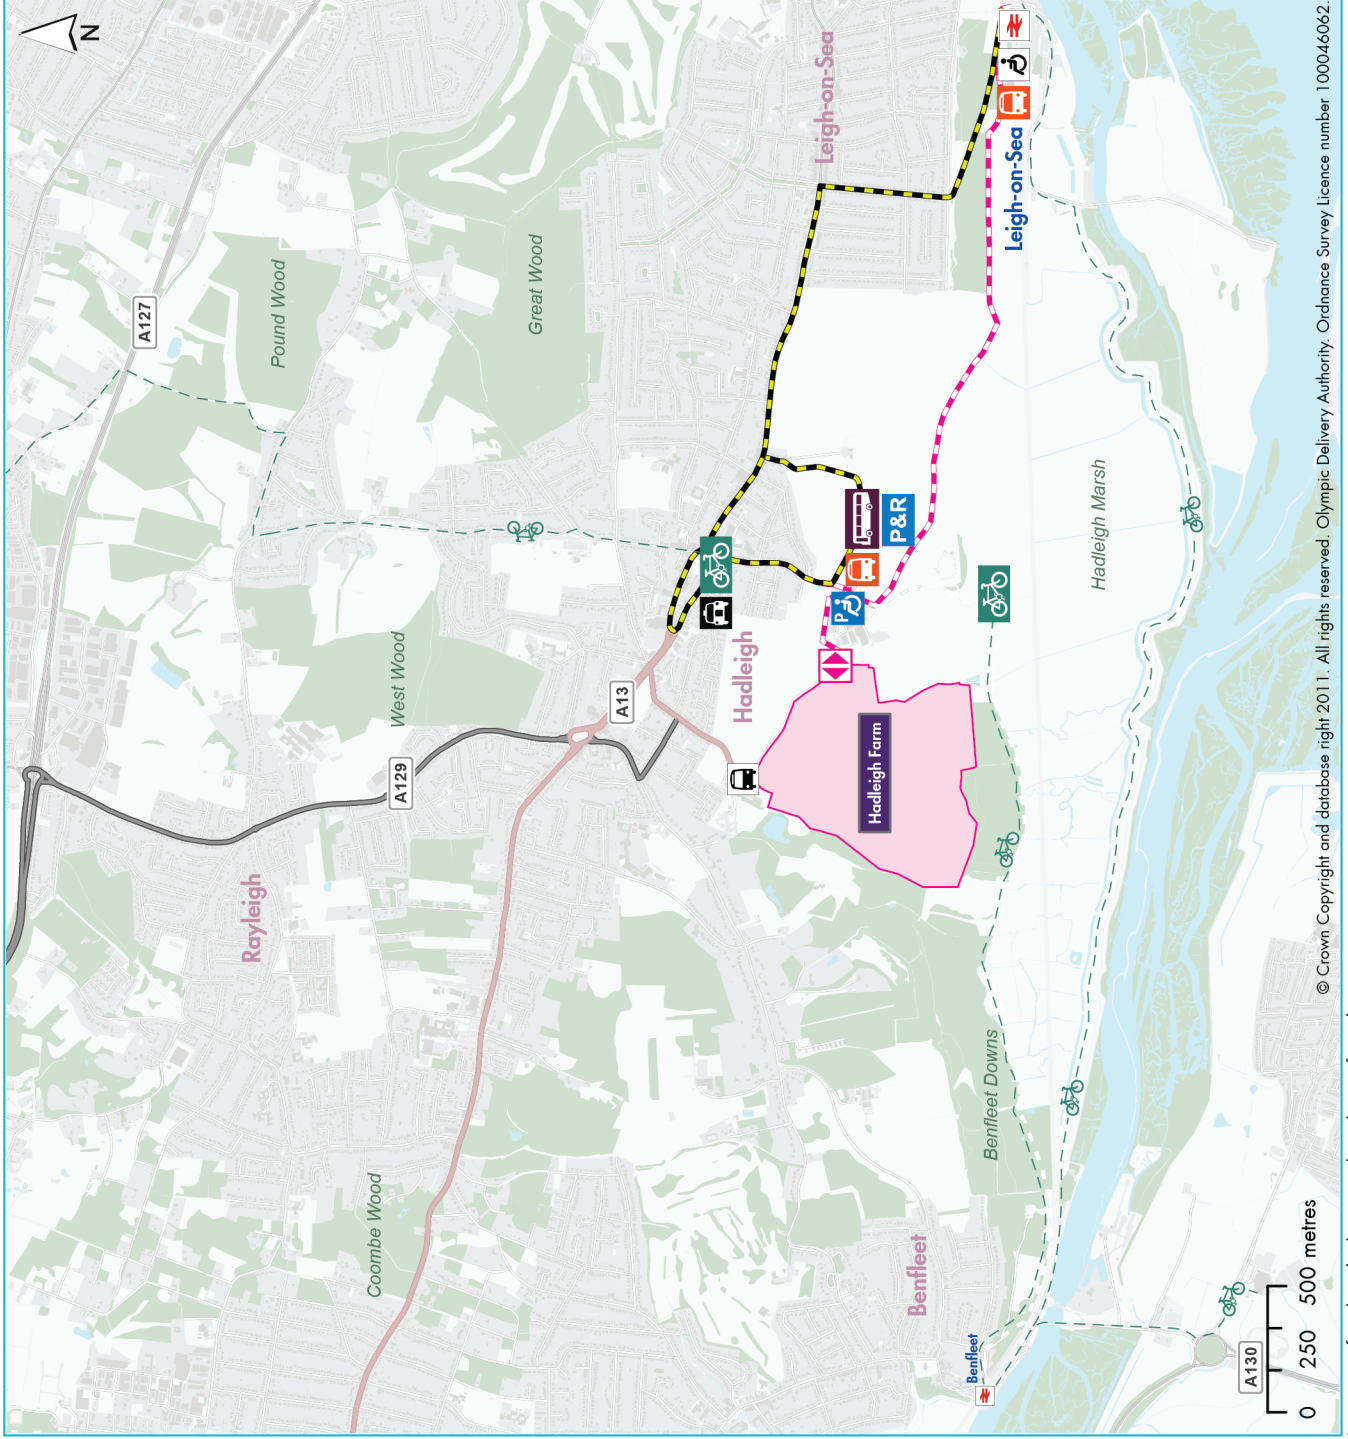 N
A127
Rayleigh
Pound Wood
Coombe Wood
A129
West Wood
Great Wood
A13
Hadleigh
Leigh-on-Sea
P
Hadleigh Farm
P&R
Benfleet
Benfleet
Benfleet Downs
Leigh-on-Sea
Hadleigh Marsh
A130
0 250 500 metres
© Crown Copyright and database right 2011. All rights reserved. Olympic Delivery Authority. Ordnance Survey Licence number 100046062.